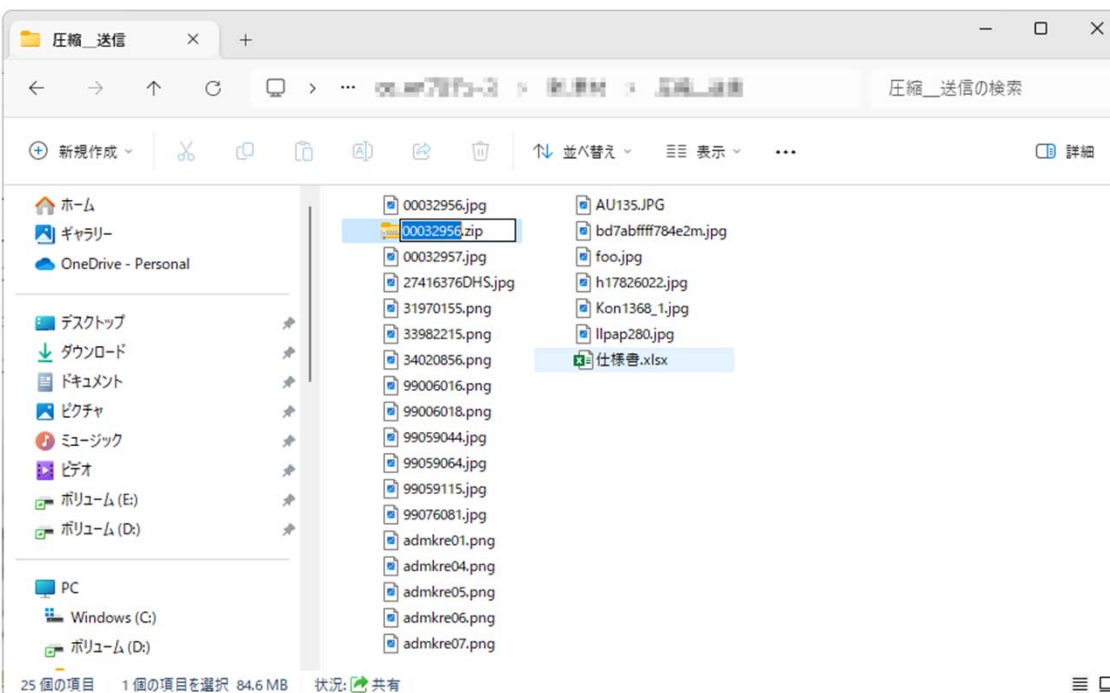 圧縮__送信
圧縮__送信の検索
新規作成
並べ替え
表示
詳細
ホーム
ギャラリー
OneDrive - Personal
デスクトップ
ダウンロード
ドキュメント
ピクチャ
ミュージック
ビデオ
ボリューム (E:)
ボリューム (D:)
PC
Windows (C:)
ボリューム (D:)
00032956.jpg
00032956.zip
00032957.jpg
27416376DHS.jpg
31970155.png
33982215.png
34020856.png
99006016.png
99006018.png
99059044.jpg
99059064.jpg
99059115.jpg
99076081.jpg
admkre01.png
admkre04.png
admkre05.png
admkre06.png
admkre07.png
AU135.JPG
bd7abffff784e2m.jpg
foo.jpg
h17826022.jpg
Kon1368_1.jpg
llpap280.jpg
仕様書.xlsx
25 個の項目 1 個の項目を選択 84.6 MB 状況: 共有